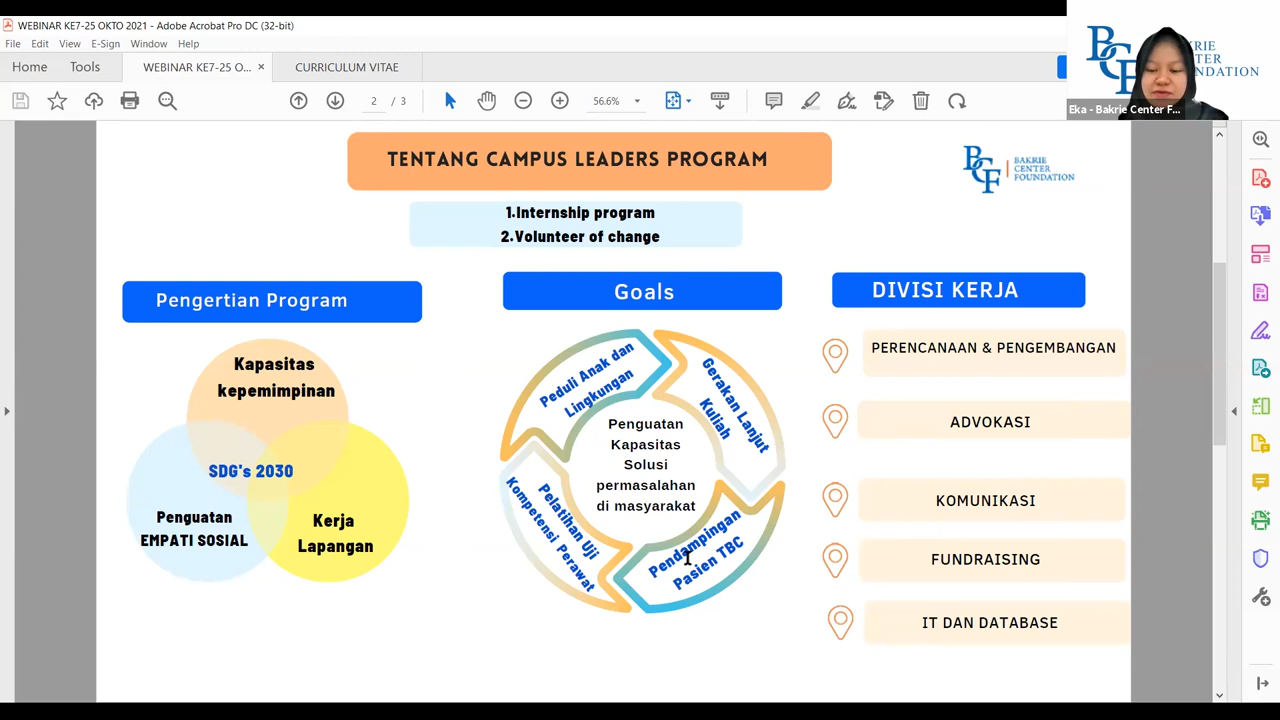 WEBINAR KE7-25 OKTO 2021 - Adobe Acrobat Pro DC (32-bit)
File Edit View E-Sign Window Help
Home Tools WEBINAR KE7-25 O... × CURRICULUM VITAE
2 / 3 56.6%
Eka - Bakrie Center F...
TENTANG CAMPUS LEADERS PROGRAM
BCF BAKRIE
CENTER
FOUNDATION
1.Internship program
2.Volunteer of change
Pengertian Program
Kapasitas
kepemimpinan
SDG's 2030
Penguatan
EMPATI SOSIAL
Kerja
Lapangan
Goals
Peduli Anak dan
Lingkungan
Gerakan Lanjut
Kuliah
Penguatan
Kapasitas
Solusi
permasalahan
di masyarakat
Pelatihan Uji
Kompetensi Perawat
Pendampingan
Pasien TBC
DIVISI KERJA
PERENCANAAN & PENGEMBANGAN
ADVOKASI
KOMUNIKASI
FUNDRAISING
IT DAN DATABASE